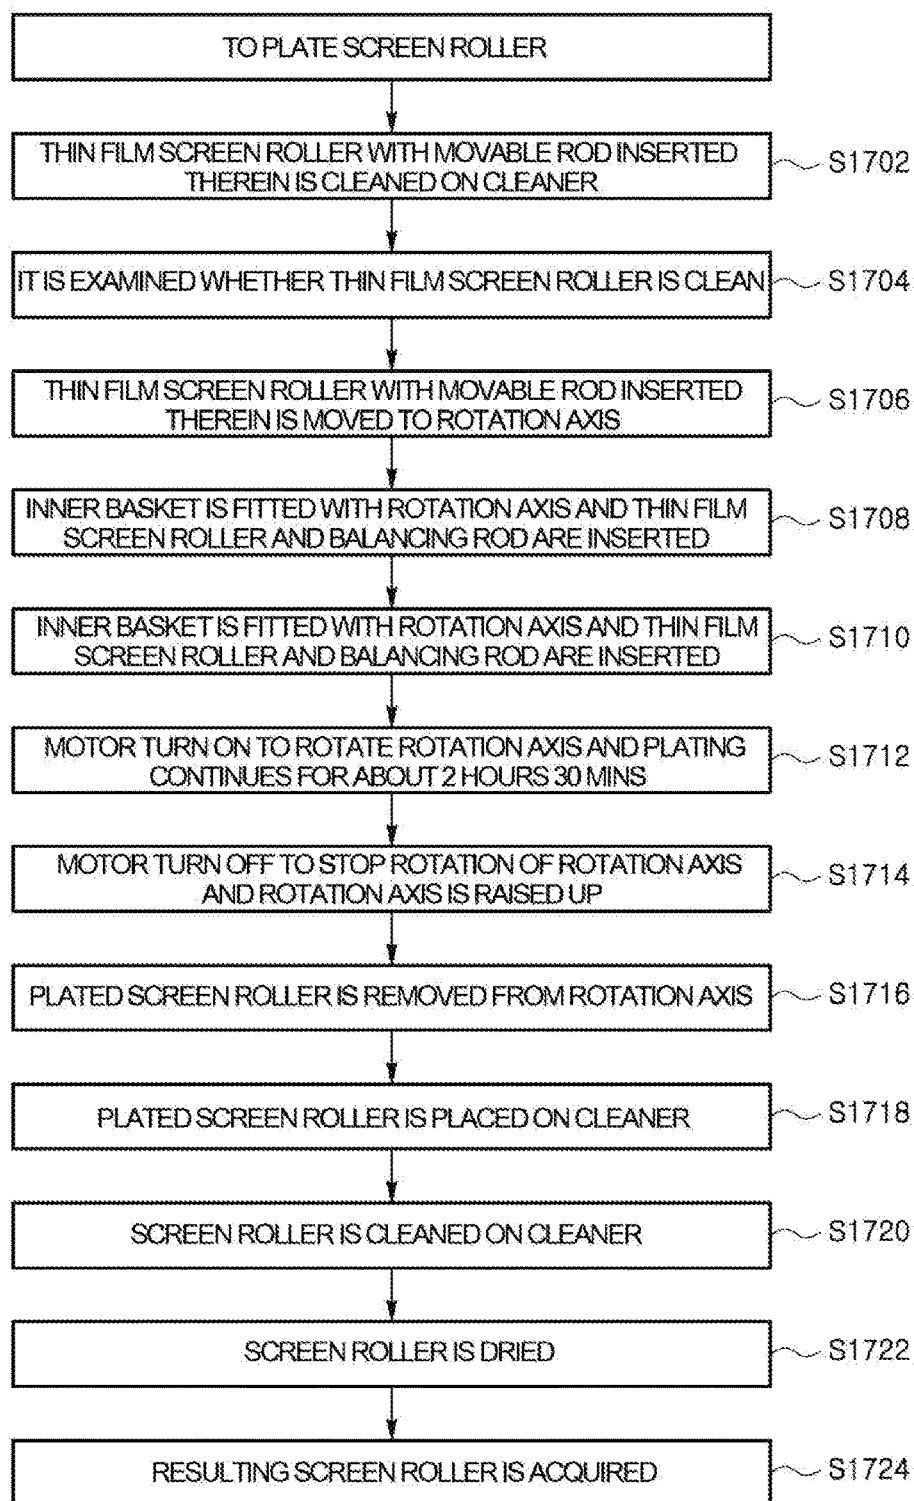 TO PLATE SCREEN ROLLER
THIN FILM SCREEN ROLLER WITH MOVABLE ROD INSERTED
THEREIN IS CLEANED ON CLEANER
S1702
IT IS EXAMINED WHETHER THIN FILM SCREEN ROLLER IS CLEAN
S1704
THIN FILM SCREEN ROLLER WITH MOVABLE ROD INSERTED
THEREIN IS MOVED TO ROTATION AXIS
S1706
INNER BASKET IS FITTED WITH ROTATION AXIS AND THIN FILM
SCREEN ROLLER AND BALANCING ROD ARE INSERTED
S1708
INNER BASKET IS FITTED WITH ROTATION AXIS AND THIN FILM
SCREEN ROLLER AND BALANCING ROD ARE INSERTED
S1710
MOTOR TURN ON TO ROTATE ROTATION AXIS AND PLATING
CONTINUES FOR ABOUT 2 HOURS 30 MINS
S1712
MOTOR TURN OFF TO STOP ROTATION OF ROTATION AXIS
AND ROTATION AXIS IS RAISED UP
S1714
PLATED SCREEN ROLLER IS REMOVED FROM ROTATION AXIS
S1716
PLATED SCREEN ROLLER IS PLACED ON CLEANER
S1718
SCREEN ROLLER IS CLEANED ON CLEANER
S1720
SCREEN ROLLER IS DRIED
S1722
RESULTING SCREEN ROLLER IS ACQUIRED
S1724